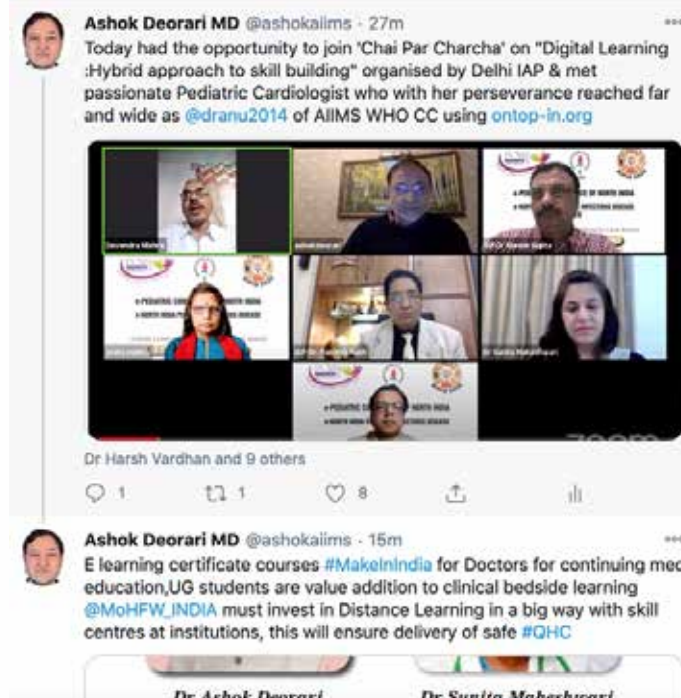 Ashok Deorari MD @ashokaiims · 27m
Today had the opportunity to join 'Chai Par Charcha' on "Digital Learning
:Hybrid approach to skill building" organised by Delhi IAP & met
passionate Pediatric Cardiologist who with her perseverance reached far
and wide as @dranu2014 of AIIMS WHO CC using ontop-in.org
zoom
Dr Harsh Vardhan and 9 others
1 1 8
Ashok Deorari MD @ashokaiims · 15m
E learning certificate courses #MakeInIndia for Doctors for continuing med
education,UG students are value addition to clinical bedside learning
@MoHFW_INDIA must invest in Distance Learning in a big way with skill
centres at institutions, this will ensure delivery of safe #QHC
Dr Ashok Deorari Dr Sunita Maheshwari